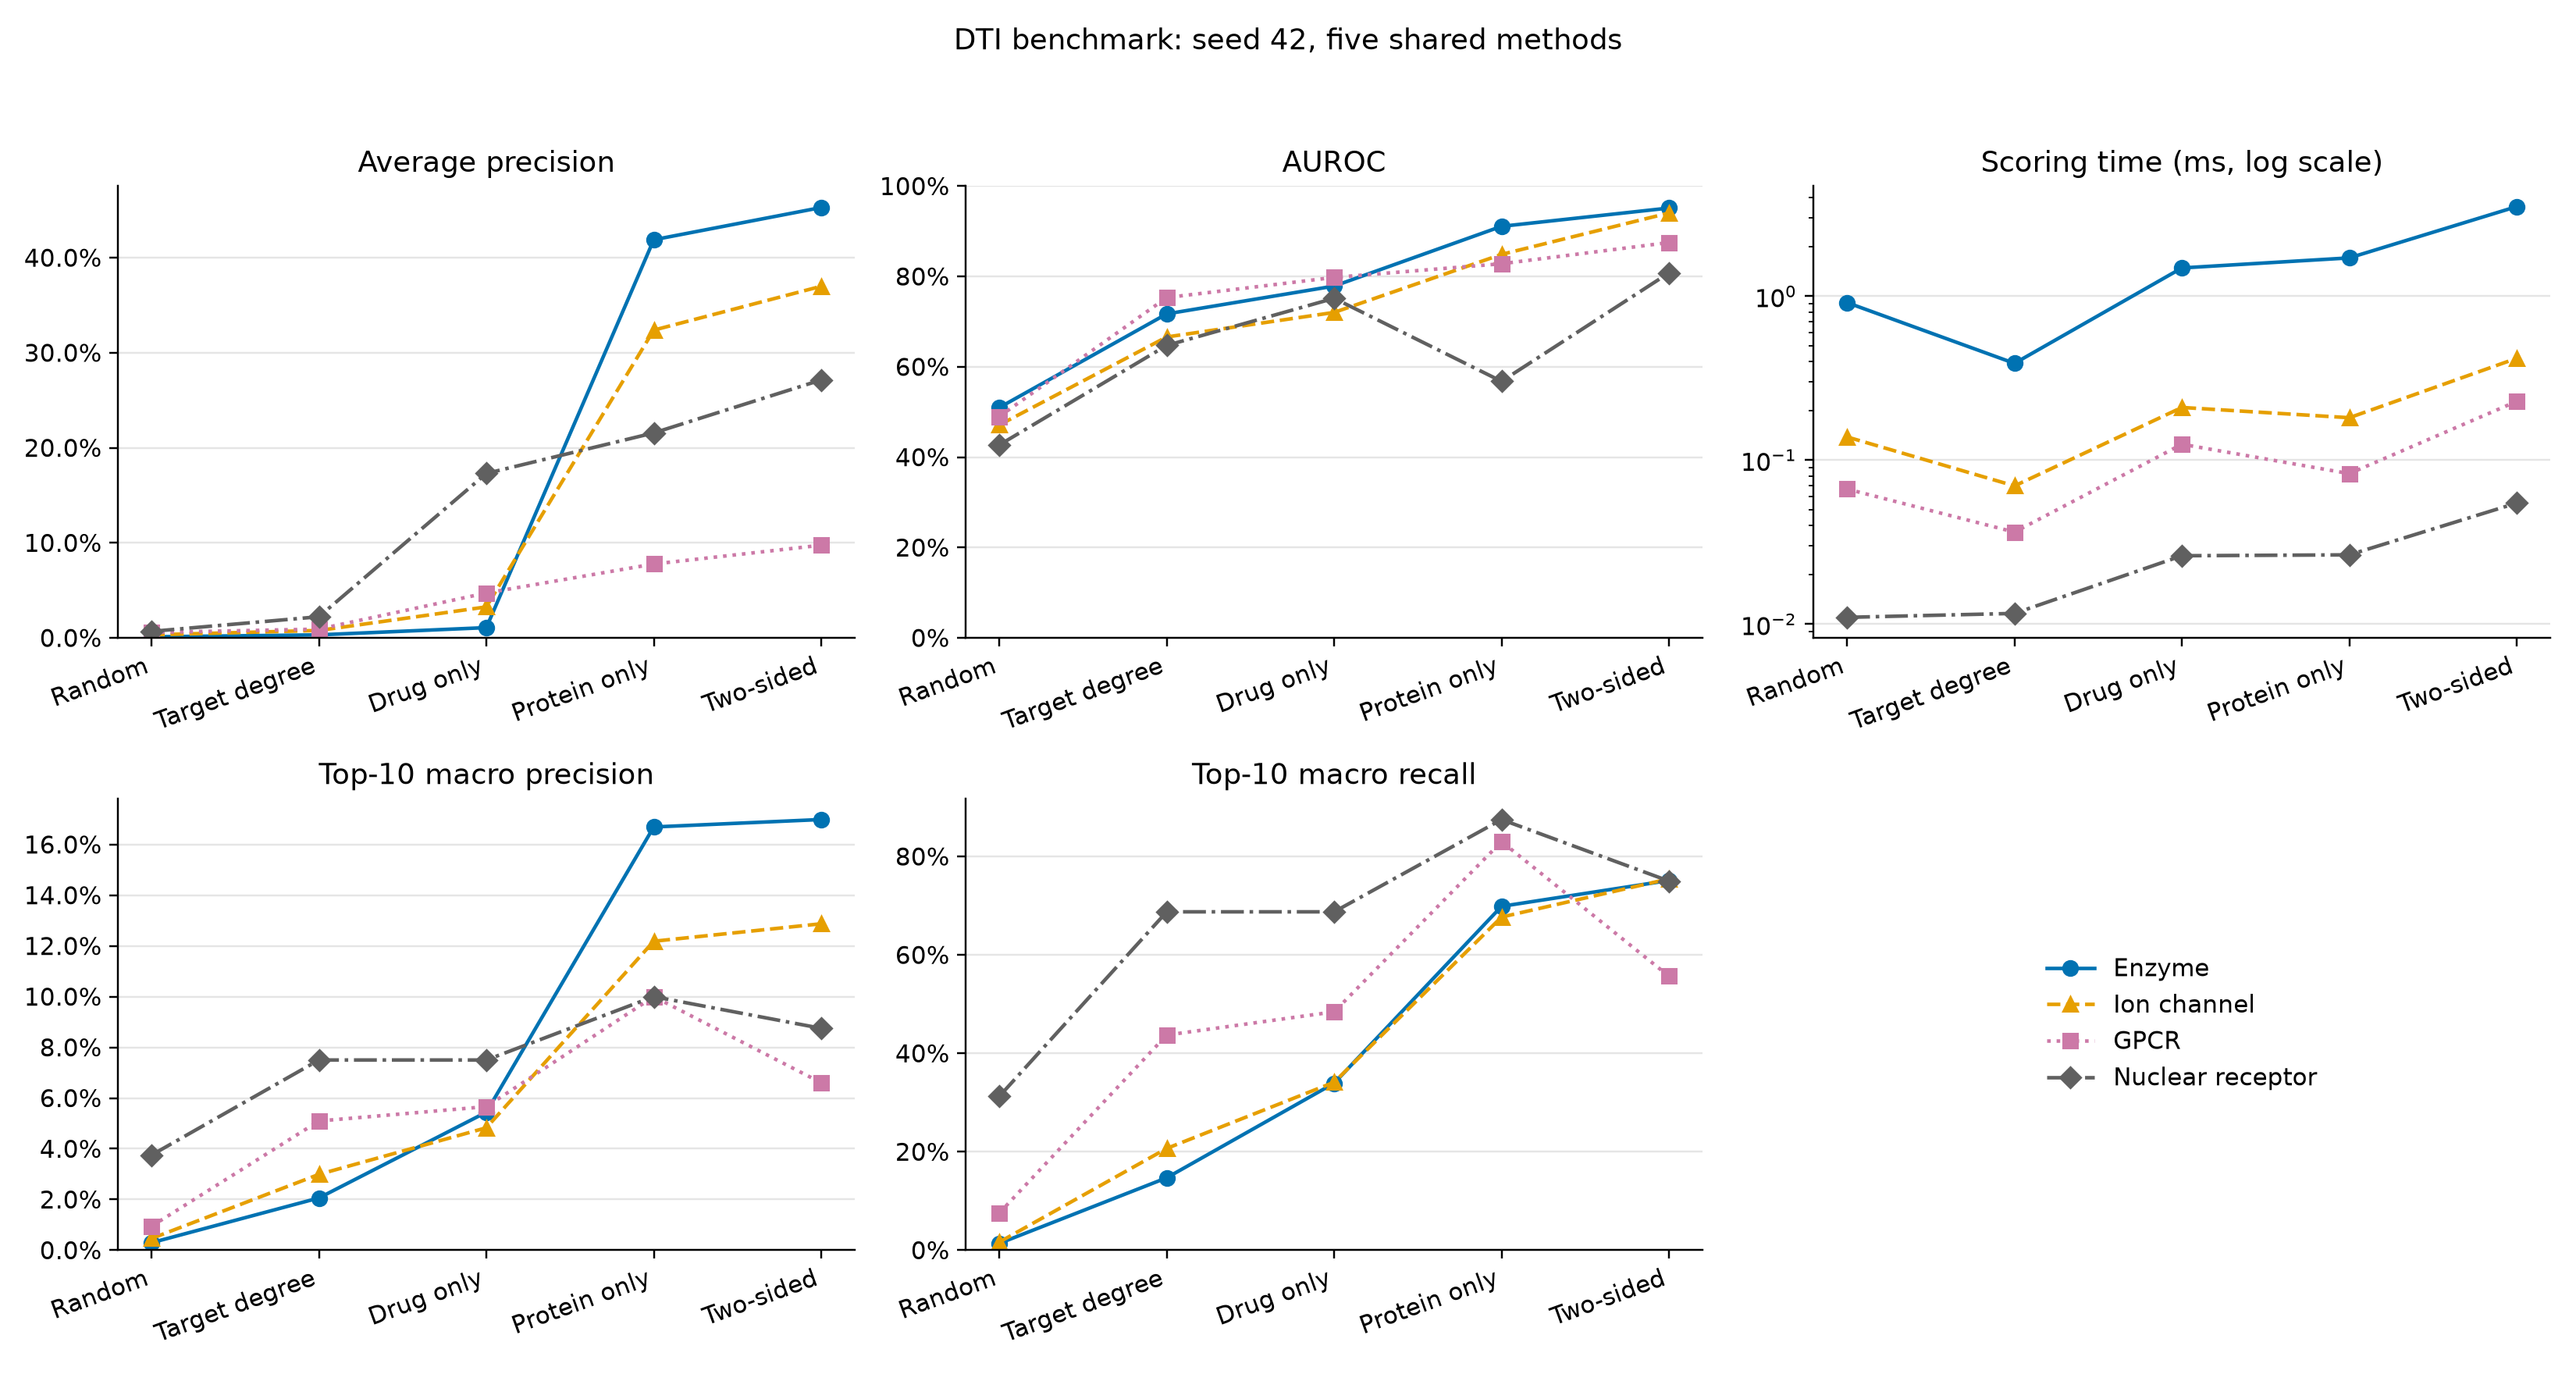 DTI benchmark: seed 42, five shared methods
Average precision
40.0%
30.0%
20.0%
10.0%
0.0%
Random
Target degree
Drug only
Protein only
Two-sided
AUROC
100%
80%
60%
40%
20%
0%
Random
Target degree
Drug only
Protein only
Two-sided
Scoring time (ms, log scale)
10⁰
10⁻¹
10⁻²
Random
Target degree
Drug only
Protein only
Two-sided
Top-10 macro precision
16.0%
14.0%
12.0%
10.0%
8.0%
6.0%
4.0%
2.0%
0.0%
Random
Target degree
Drug only
Protein only
Two-sided
Top-10 macro recall
80%
60%
40%
20%
0%
Random
Target degree
Drug only
Protein only
Two-sided
Enzyme
Ion channel
GPCR
Nuclear receptor